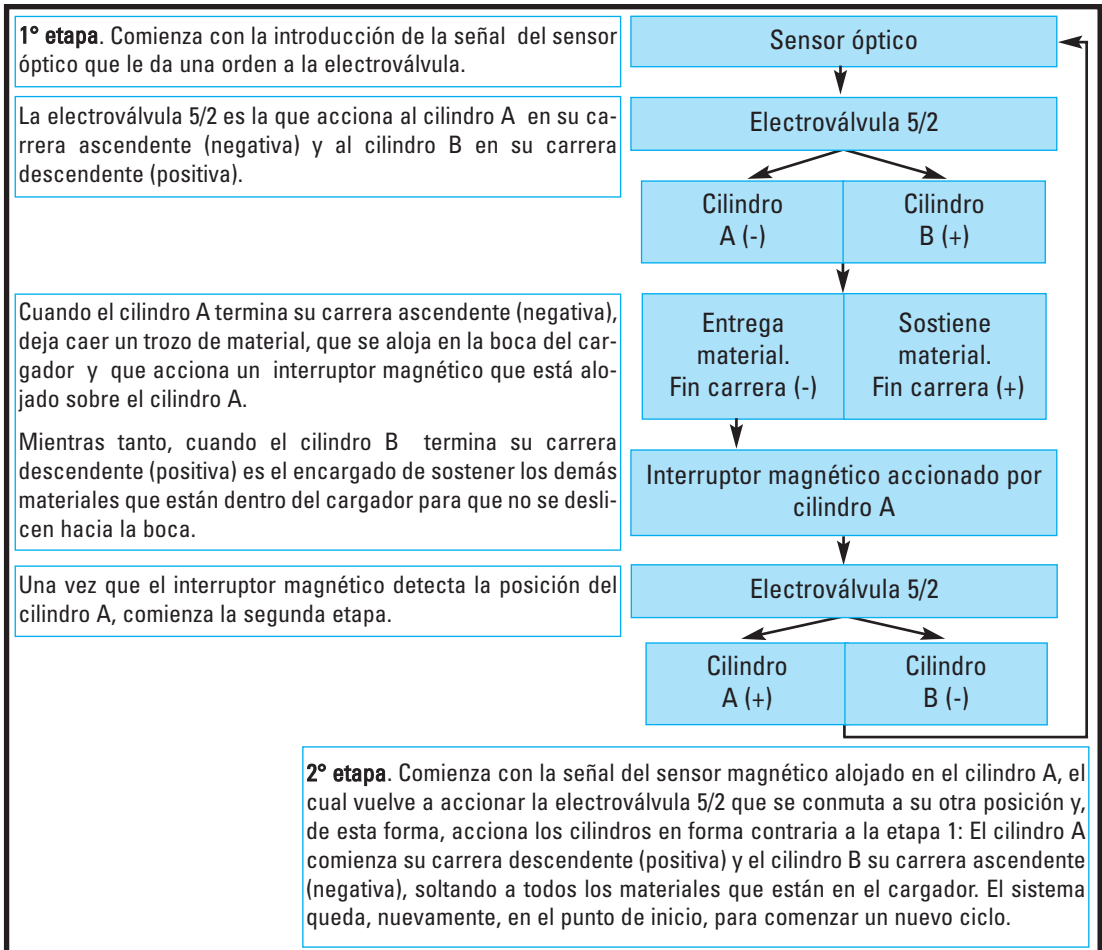 1° etapa. Comienza con la introducción de la señal del sensor
óptico que le da una orden a la electroválvula.
Sensor óptico
La electroválvula 5/2 es la que acciona al cilindro A en su ca-
rrera ascendente (negativa) y al cilindro B en su carrera
descendente (positiva).
Electroválvula 5/2
Cilindro
A (-)
Cilindro
B (+)
Cuando el cilindro A termina su carrera ascendente (negativa),
deja caer un trozo de material, que se aloja en la boca del car-
gador y que acciona un interruptor magnético que está alo-
jado sobre el cilindro A.
Mientras tanto, cuando el cilindro B termina su carrera
descendente (positiva) es el encargado de sostener los demás
materiales que están dentro del cargador para que no se desli-
cen hacia la boca.
Entrega
material.
Fin carrera (-)
Sostiene
material.
Fin carrera (+)
Interruptor magnético accionado por
cilindro A
Una vez que el interruptor magnético detecta la posición del
cilindro A, comienza la segunda etapa.
Electroválvula 5/2
Cilindro
A (+)
Cilindro
B (-)
2° etapa. Comienza con la señal del sensor magnético alojado en el cilindro A, el
cual vuelve a accionar la electroválvula 5/2 que se conmuta a su otra posición y,
de esta forma, acciona los cilindros en forma contraria a la etapa 1: El cilindro A
comienza su carrera descendente (positiva) y el cilindro B su carrera ascendente
(negativa), soltando a todos los materiales que están en el cargador. El sistema
queda, nuevamente, en el punto de inicio, para comenzar un nuevo ciclo.